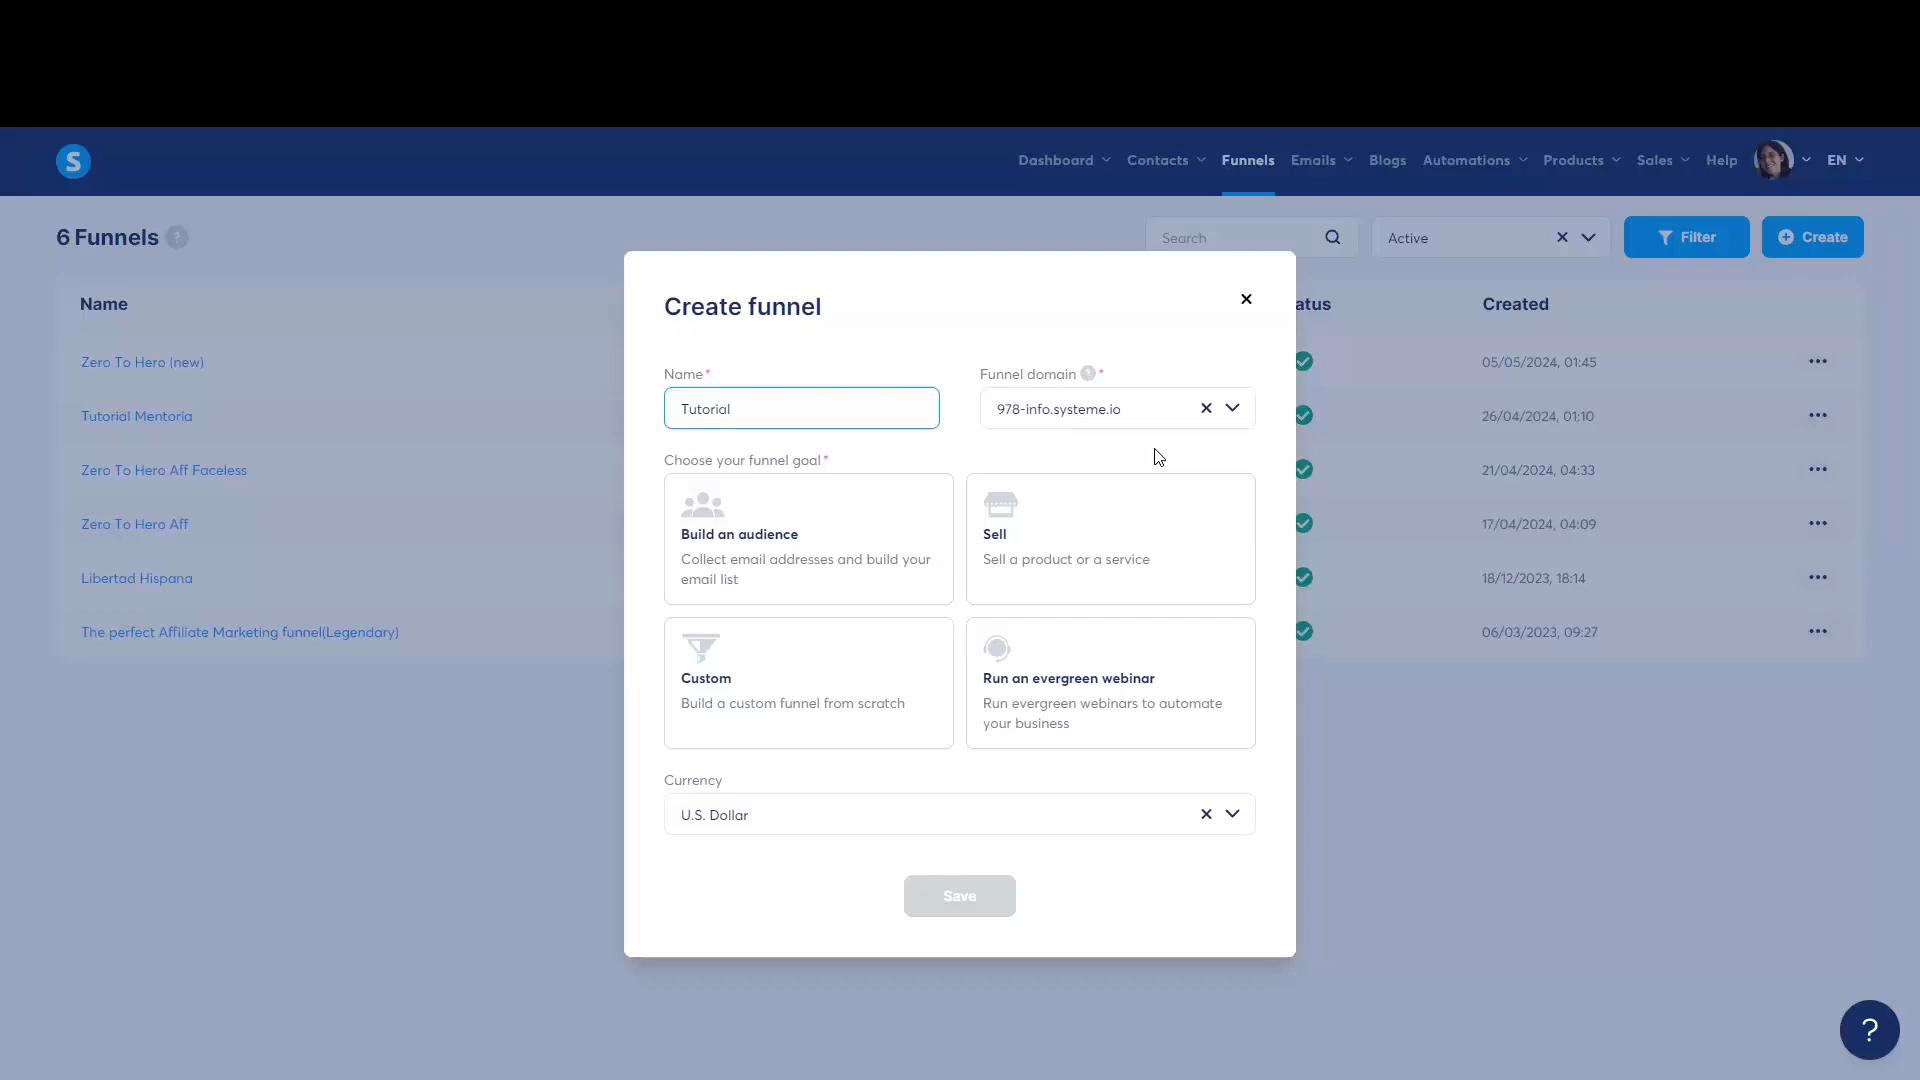 S
Dashboard Contacts Funnels Emails Blogs Automations Products Sales Help EN
6 Funnels ?
Search
Active
Filter
Create
Name
atus
Created
Zero To Hero (new)
05/05/2024, 01:45
Tutorial Mentoria
26/04/2024, 01:10
Zero To Hero Aff Faceless
21/04/2024, 04:33
Zero To Hero Aff
17/04/2024, 04:09
Libertad Hispana
18/12/2023, 18:14
The perfect Affiliate Marketing funnel(Legendary)
06/03/2023, 09:27
Create funnel
Name*
Funnel domain ? *
Tutorial
978-info.systeme.io
Choose your funnel goal*
Build an audience
Collect email addresses and build your
email list
Sell
Sell a product or a service
Custom
Build a custom funnel from scratch
Run an evergreen webinar
Run evergreen webinars to automate
your business
Currency
U.S. Dollar
Save
?